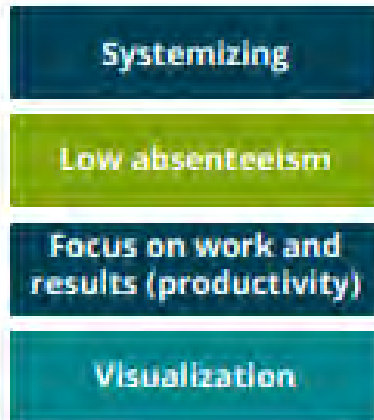 Systemizing
Low absenteeism
Focus on work and
results (productivity)
Visualization